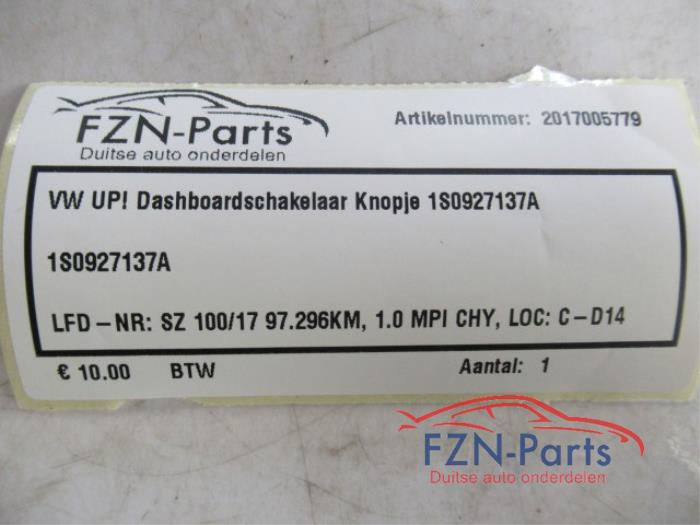 FZN-Parts
Duitse auto onderdelen
Artikelnummer: 2017005779
VW UP! Dashboardschakelaar Knopje 1S0927137A
1S0927137A
LFD-NR: SZ 100/17 97.296KM, 1.0 MPI CHY, LOC: C-D14
€ 10.00 BTW Aantal: 1
FZN-Parts
Duitse auto onderdelen